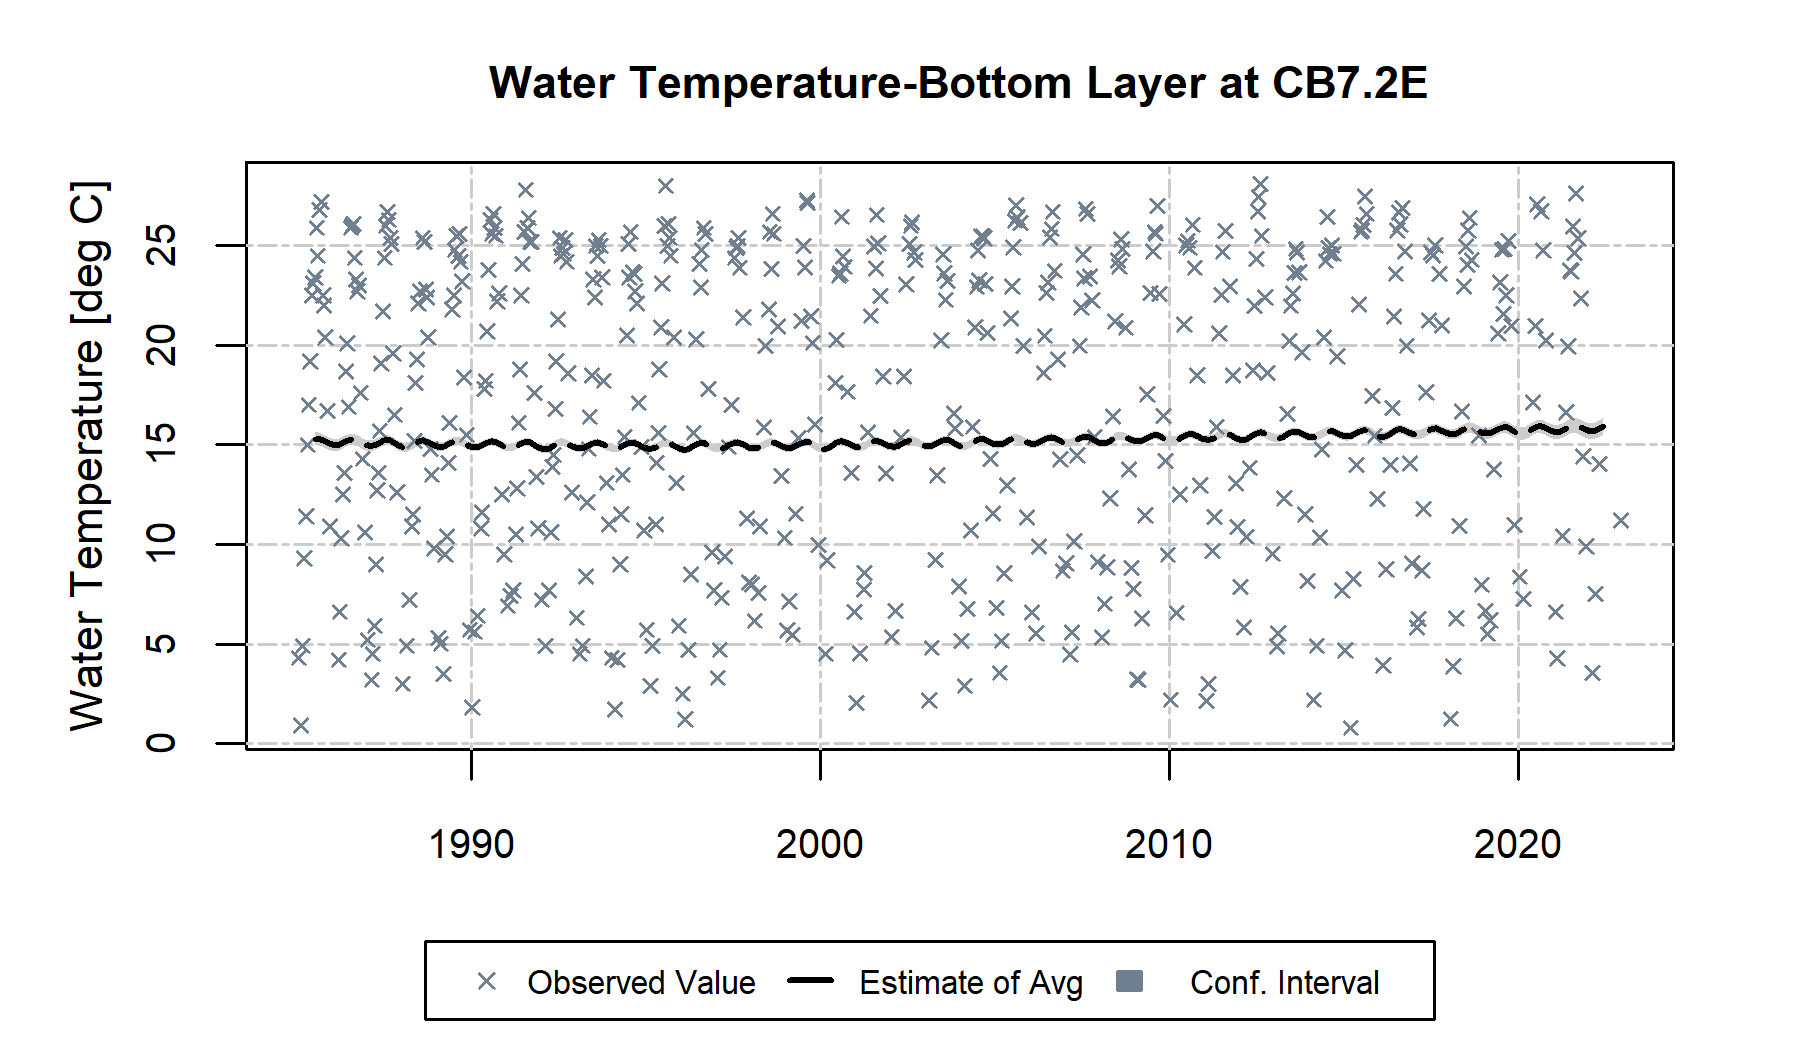 Water Temperature-Bottom Layer at CB7.2E
Water Temperature [deg C]
25
20
15
10
5
0
1990 2000 2010 2020
Observed Value Estimate of Avg Conf. Interval